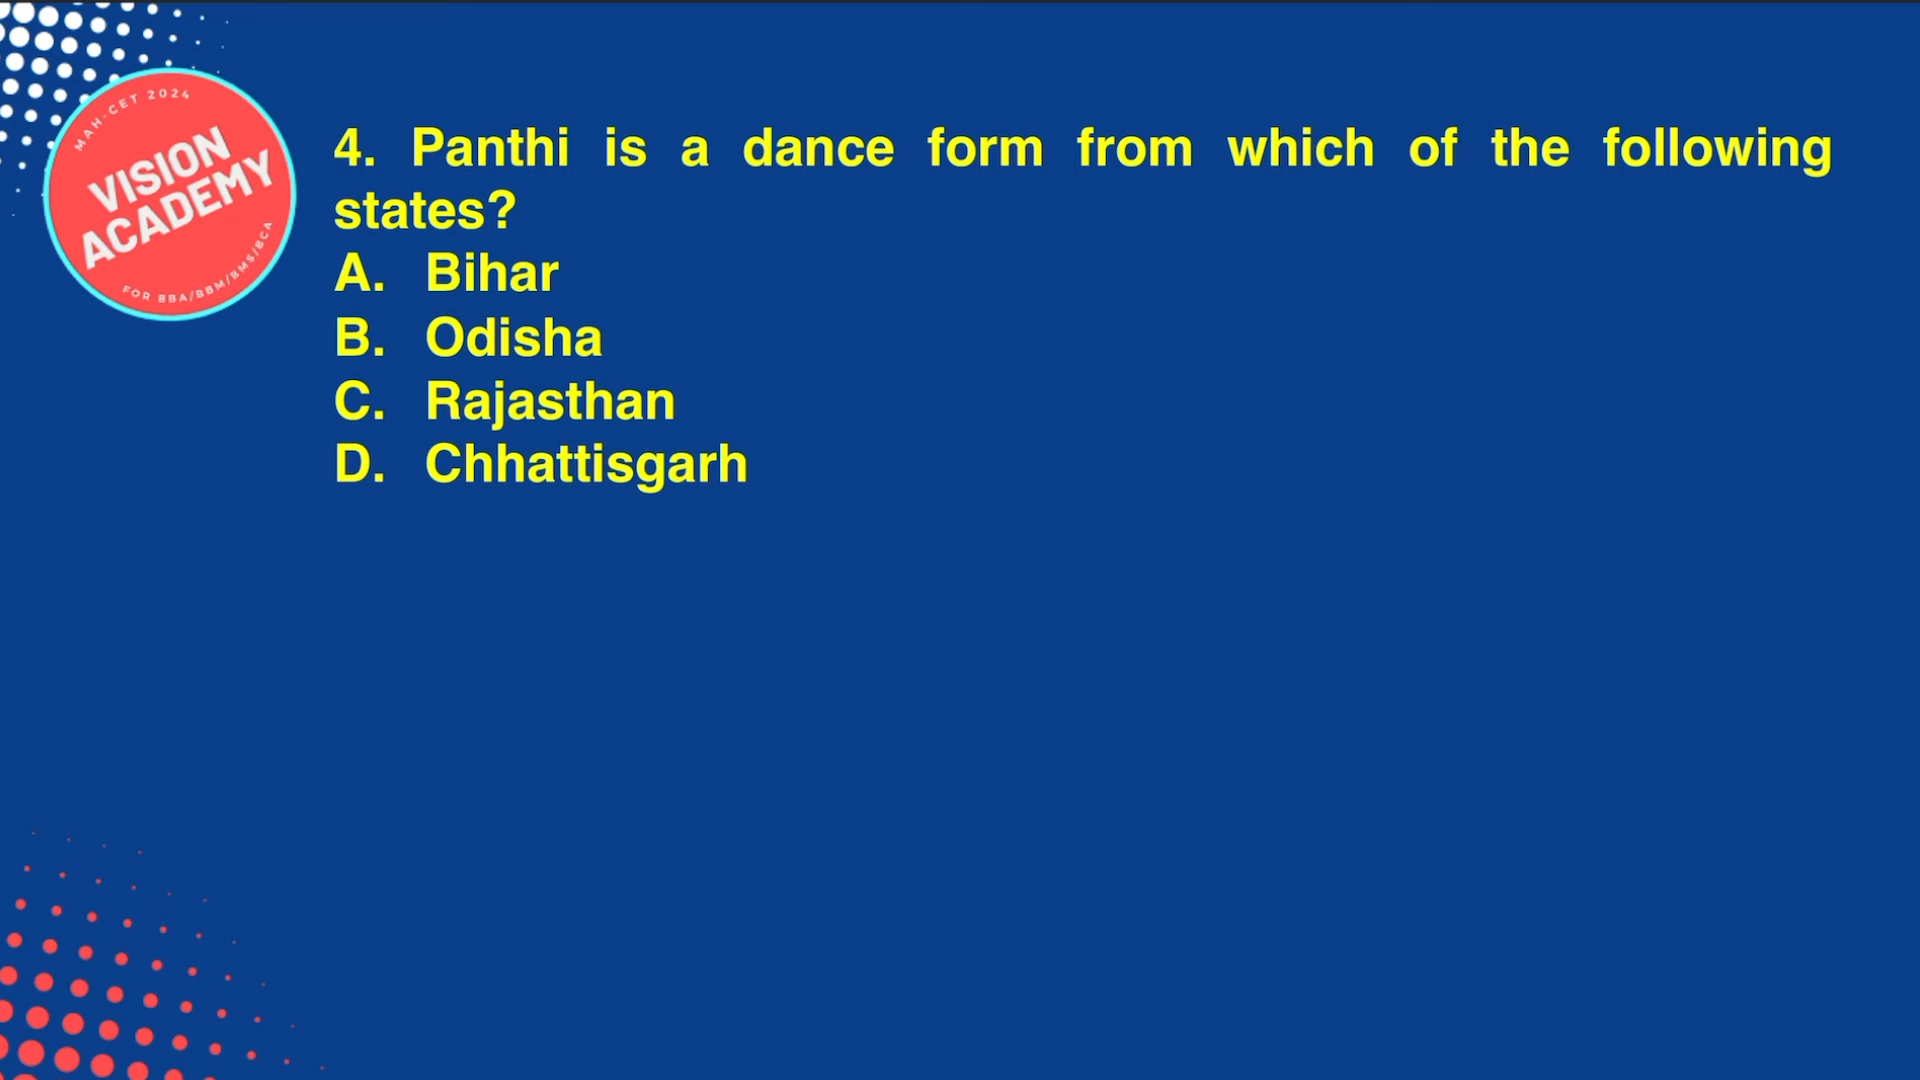 MAH-CET 2024
VISION
ACADEMY
FOR BBA/BBM/BMS/BCA
4. Panthi is a dance form from which of the following
states?
A. Bihar
B. Odisha
C. Rajasthan
D. Chhattisgarh